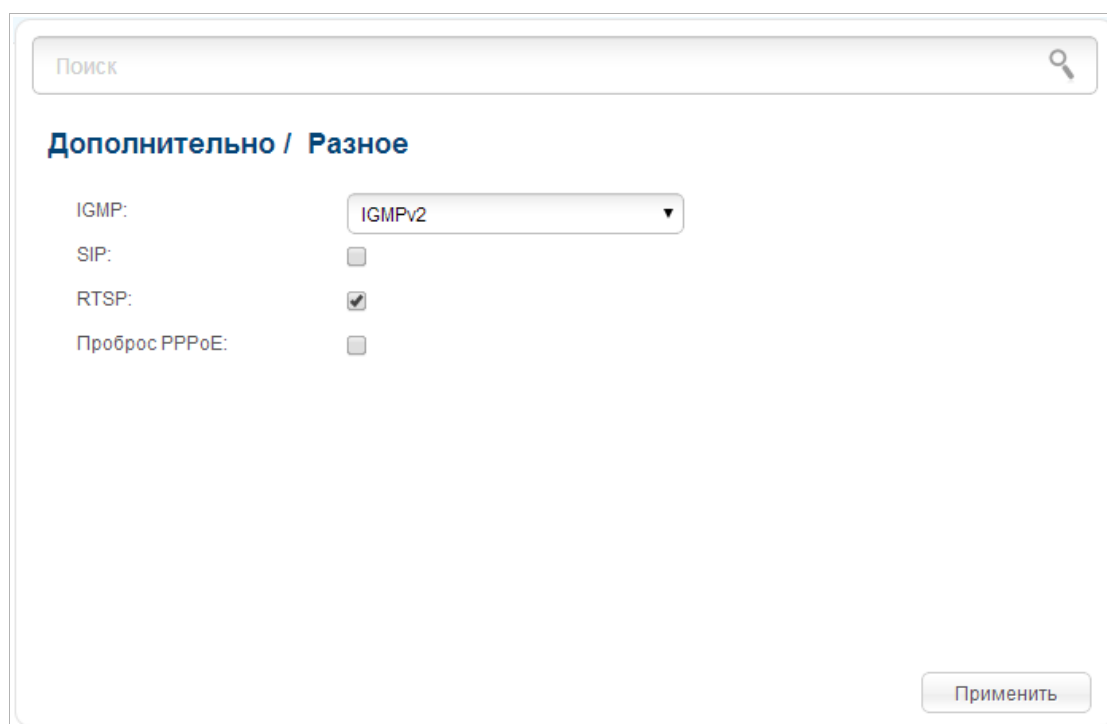 Поиск
Дополнительно / Разное
IGMP: IGMPv2
SIP:
RTSP:
Проброс PPPoE:
Применить